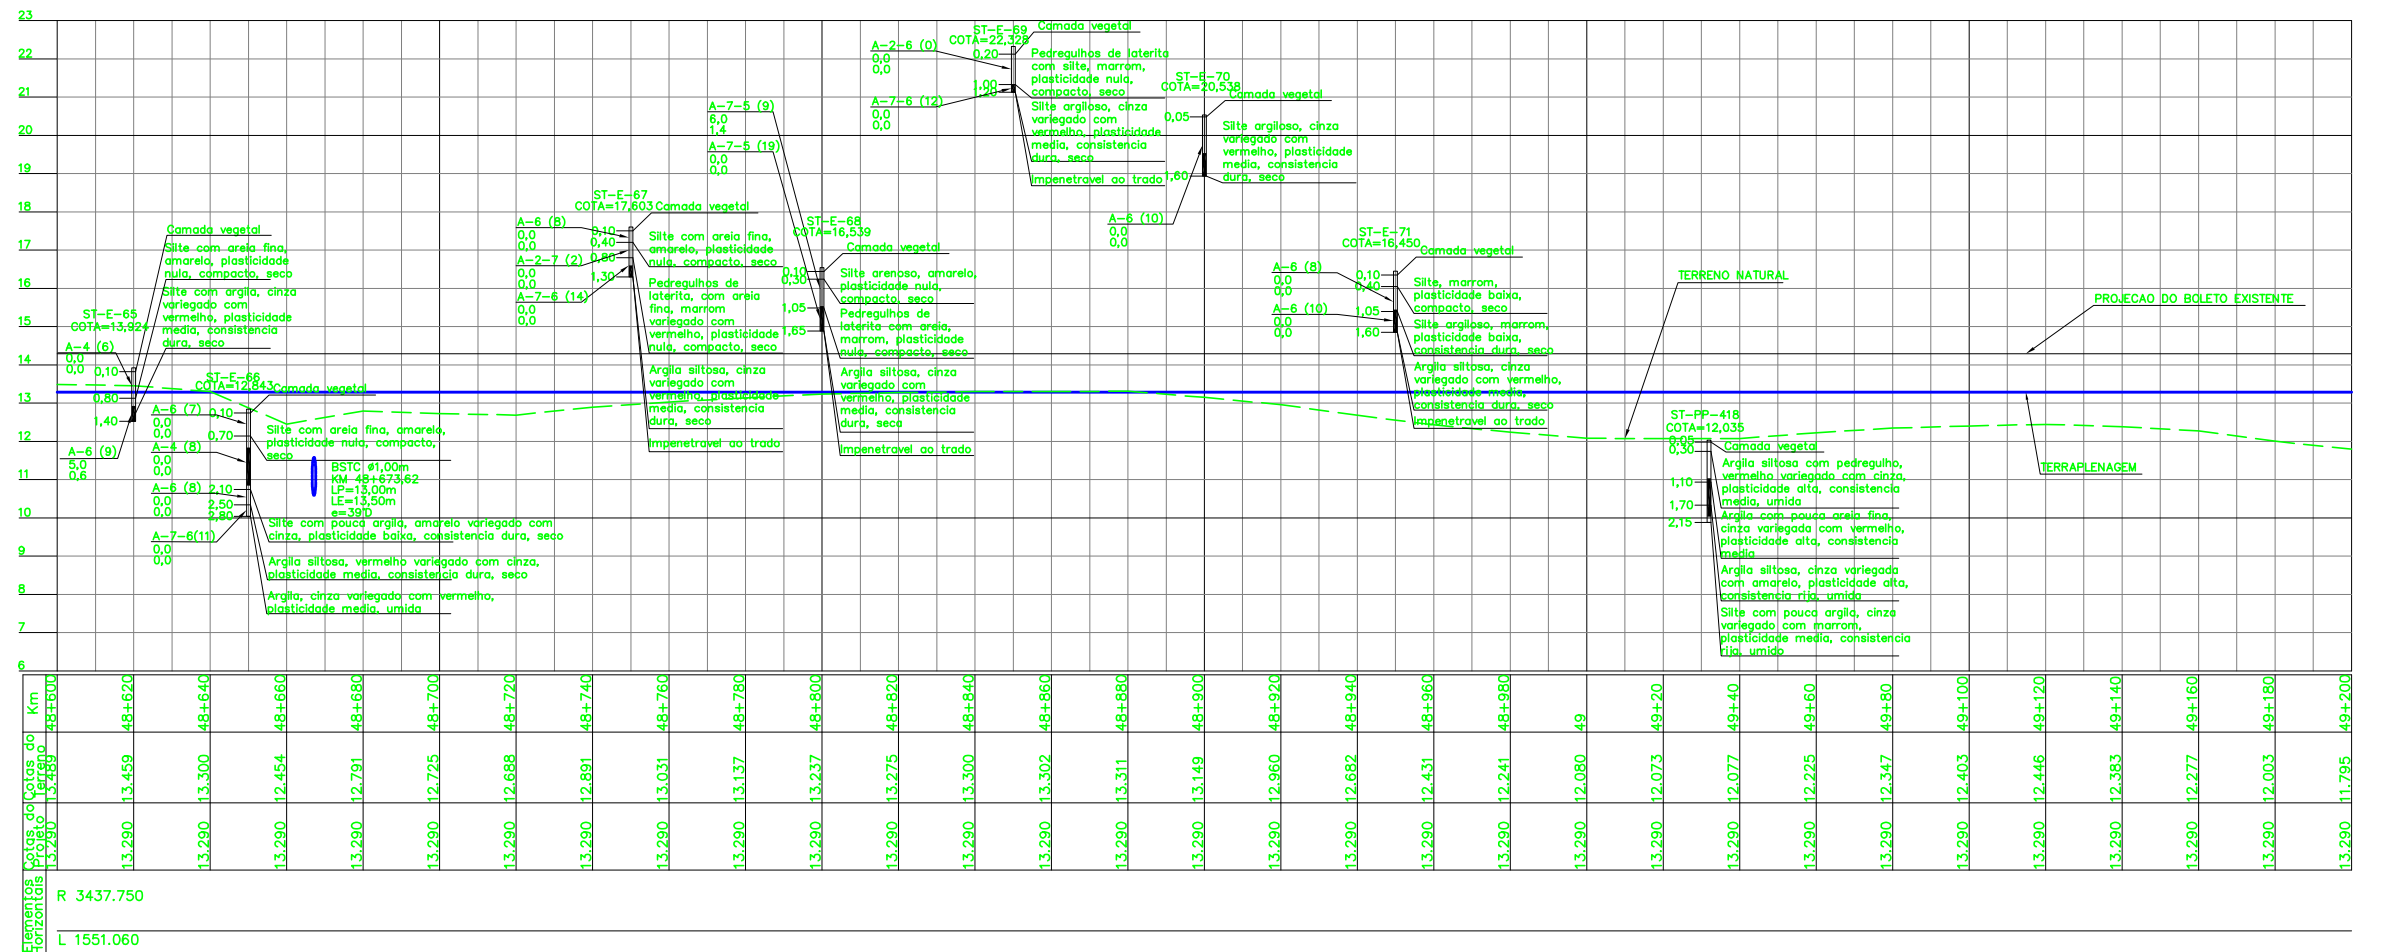 23
22
21
20
19
18
17
16
15
14
13
12
11
10
9
8
7
6
ST-E-65
COTA=13,924
A-4 (6)
0,0
0,0
0,10
0,80
1,40
A-6 (9)
5,0
0,6
Camada vegetal
Silte com areia fina,
amarelo, plasticidade
nula, compacto, seco
Silte com argila, cinza
variegado com
vermelho, plasticidade
media, consistencia
dura, seco
ST-E-66
COTA=12,843
Camada vegetal
A-6 (7)
0,0
0,0
A-4 (8)
0,0
0,0
A-6 (8)
0,0
0,0
A-7-6(11)
0,0
0,0
0,10
0,70
2,10
2,50
2,80
Silte com areia fina, amarelo,
plasticidade nula, compacto,
seco
BSTC ø1,00m
KM 48+673,62
LP=13,00m
LE=13,50m
Silte com pouca argila, amarelo variegado com
cinza, plasticidade baixa, consistencia dura, seco
Argila siltosa, vermelho variegado com cinza,
plasticidade media, consistencia dura, seco
Argila, cinza variegado com vermelho,
plasticidade media, umida
ST-E-67
COTA=17,603
Camada vegetal
A-6 (8)
0,0
0,0
A-2-7 (2)
0,0
0,0
A-7-6 (14)
0,0
0,0
0,10
0,40
0,80
1,30
Silte com areia fina,
amarelo, plasticidade
nula, compacto, seco
Pedregulhos de
laterita, com areia
fina, marrom
variegado com
vermelho, plasticidade
nula, compacto, seco
Argila siltosa, cinza
variegado com
vermelho, plasticidade
media, consistencia
dura, seco
Impenetravel ao trado
A-7-5 (9)
6,0
1,4
A-7-5 (19)
0,0
0,0
ST-E-68
COTA=16,539
Camada vegetal
0,10
0,30
1,05
1,65
Silte arenoso, amarelo,
plasticidade nula,
compacto, seco
Pedregulhos de
laterita com areia,
marrom, plasticidade
nula, compacto, seco
Argila siltosa, cinza
variegado com
vermelho, plasticidade
media, consistencia
dura, seca
Impenetravel ao trado
ST-E-69
COTA=22,328
Camada vegetal
A-2-6 (0)
0,0
0,0
A-7-6 (12)
0,0
0,0
0,20
1,00
Pedregulhos de laterita
com silte, marrom,
plasticidade nula,
compacto, seco
Silte argiloso, cinza
variegado com
vermelho, plasticidade
media, consistencia
dura, seco
Impenetravel ao trado
ST-E-70
COTA=20,538
Camada vegetal
0,05
1,60
A-6 (10)
0,0
0,0
Silte argiloso, cinza
variegado com
vermelho, plasticidade
media, consistencia
dura, seco
ST-E-71
COTA=16,450
Camada vegetal
A-6 (8)
0,0
0,0
A-6 (10)
0,0
0,0
0,10
0,40
1,05
1,60
Silte, marrom,
plasticidade baixa,
compacto, seco
Silte argiloso, marrom,
plasticidade baixa,
consistencia dura, seco
Argila siltosa, cinza
variegado com vermelho,
plasticidade media,
consistencia dura, seco
Impenetravel ao trado
TERRENO NATURAL
PROJECAO DO BOLETO EXISTENTE
TERRAPLENAGEM
ST-PP-418
COTA=12,035
Camada vegetal
0,05
0,30
1,10
1,70
2,15
Argila siltosa com pedregulho,
vermelho variegado com cinza,
plasticidade alta, consistencia
media, umida
Argila com pouca areia fina,
cinza variegada com vermelho,
plasticidade alta, consistencia
media
Argila siltosa, cinza variegada
com amarelo, plasticidade alta,
consistencia rija, umida
Silte com pouca argila, cinza
variegado com marrom,
plasticidade media, consistencia
rija, umido
Km
48+600 48+620 48+640 48+660 48+680 48+700 48+720 48+740 48+760 48+780 48+800 48+820 48+840 48+860 48+880 48+900 48+920 48+940 48+960 48+980 49 49+20 49+40 49+60 49+80 49+100 49+120 49+140 49+160 49+180 49+200
Cotas do
Terreno
13.489 13.459 13.300 12.454 12.791 12.725 12.688 12.891 13.031 13.137 13.237 13.275 13.300 13.302 13.311 13.149 12.960 12.682 12.431 12.241 12.080 12.073 12.077 12.225 12.347 12.403 12.446 12.383 12.277 12.003 11.795
Cotas do
Projeto
13.290 13.290 13.290 13.290 13.290 13.290 13.290 13.290 13.290 13.290 13.290 13.290 13.290 13.290 13.290 13.290 13.290 13.290 13.290 13.290 13.290 13.290 13.290 13.290 13.290 13.290 13.290 13.290 13.290 13.290 13.290
Elementos
Horizontais
R 3437.750
L 1551.060